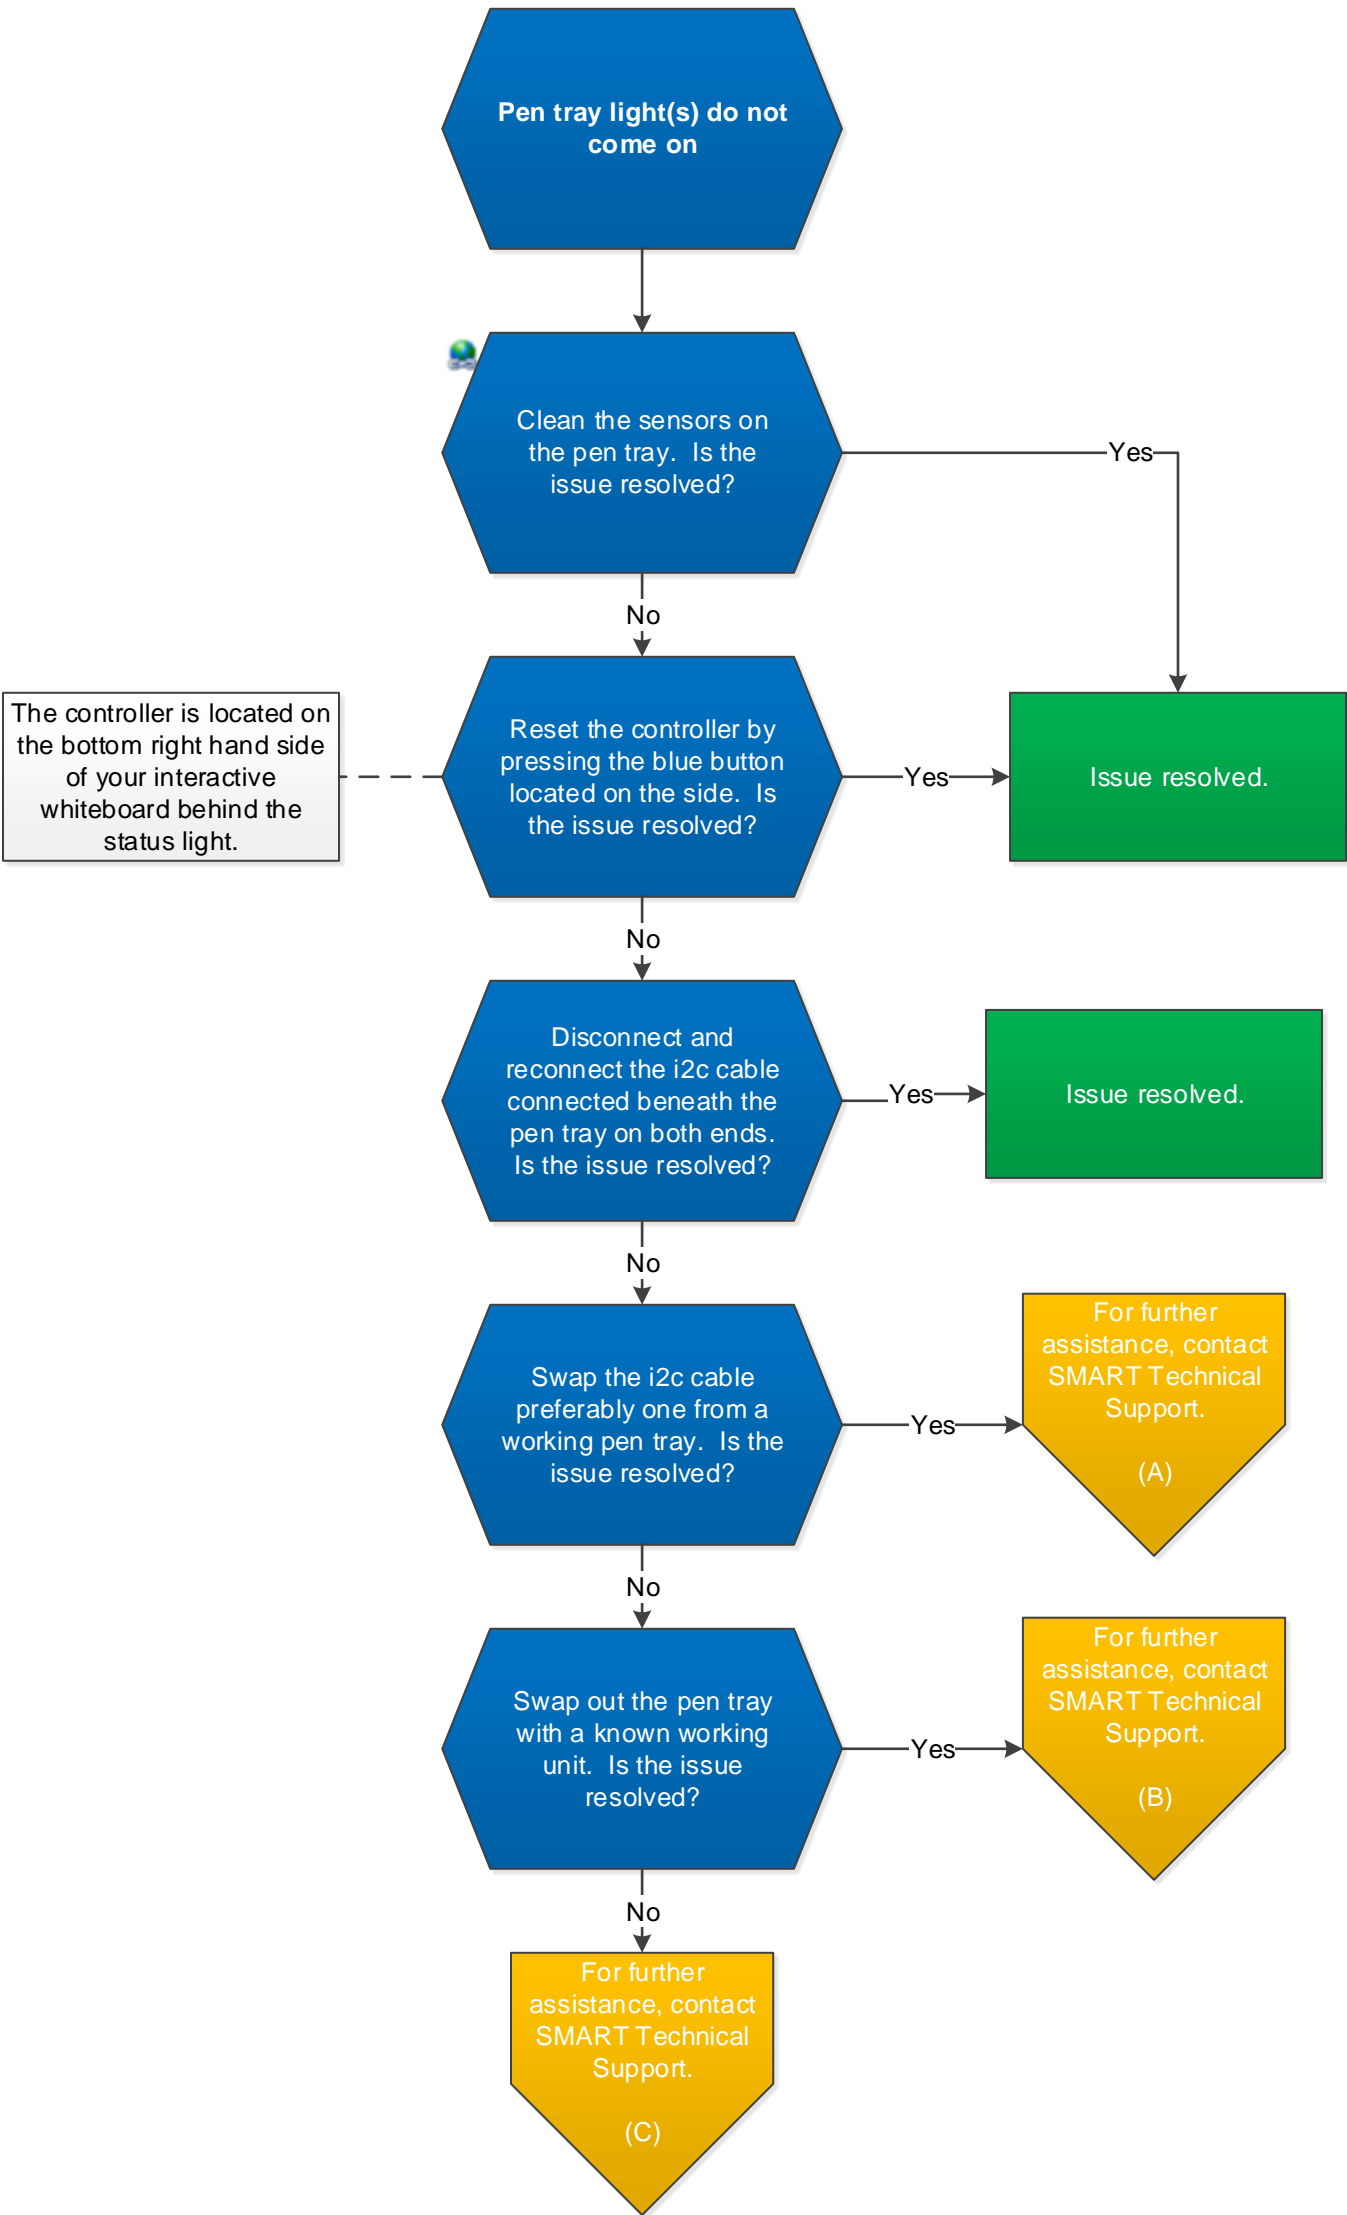 Pen tray light(s) do not
come on
Clean the sensors on
the pen tray.  Is the
issue resolved?
Yes
No
The controller is located on
the bottom right hand side
of your interactive
whiteboard behind the
status light.
Reset the controller by
pressing the blue button
located on the side.  Is
the issue resolved?
Yes
Issue resolved.
No
Disconnect and
reconnect the i2c cable
connected beneath the
pen tray on both ends.
Is the issue resolved?
Yes
Issue resolved.
No
Swap the i2c cable
preferably one from a
working pen tray.  Is the
issue resolved?
Yes
For further
assistance, contact
SMART Technical
Support.
(A)
No
Swap out the pen tray
with a known working
unit.  Is the issue
resolved?
Yes
For further
assistance, contact
SMART Technical
Support.
(B)
No
For further
assistance, contact
SMART Technical
Support.
(C)